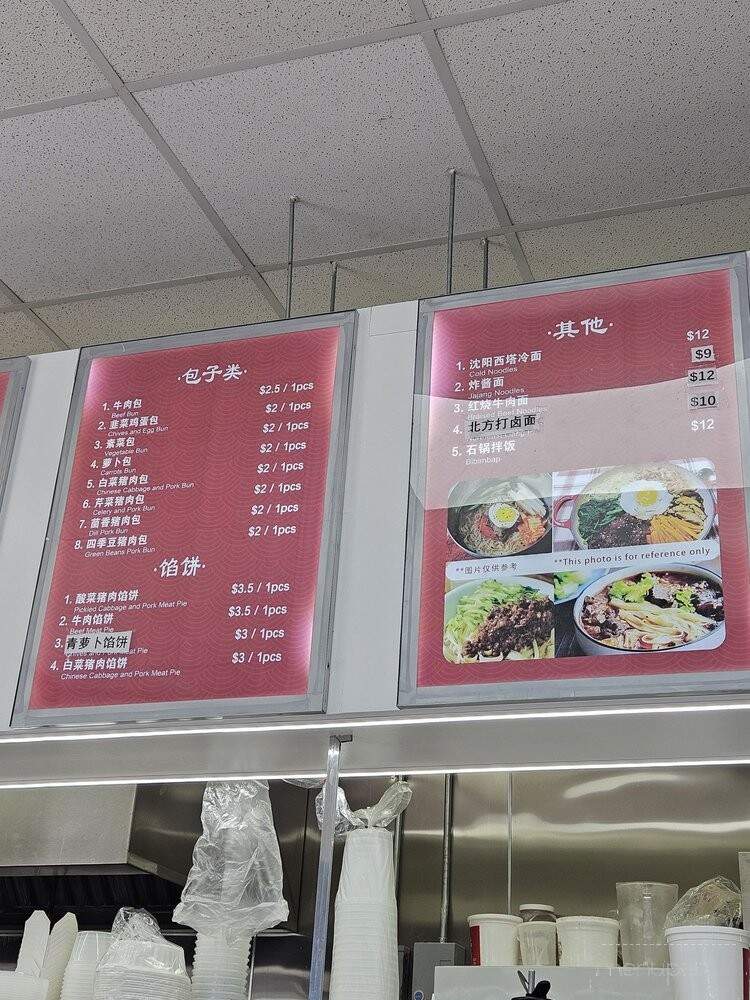 ·包子类·
1. 牛肉包 $2.5 / 1pcs
Beef Bun
2. 韭菜鸡蛋包 $2 / 1pcs
Chives and Egg Bun
3. 素菜包 $2 / 1pcs
Vegetable Bun
4. 萝卜包 $2 / 1pcs
Carrots Bun
5. 白菜猪肉包 $2 / 1pcs
Chinese Cabbage and Pork Bun
6. 芹菜猪肉包 $2 / 1pcs
Celery and Pork Bun
7. 茴香猪肉包 $2 / 1pcs
Dill Pork Bun
8. 四季豆猪肉包 $2 / 1pcs
Green Beans Pork Bun
·馅饼·
1. 酸菜猪肉馅饼 $3.5 / 1pcs
Pickled Cabbage and Pork Meat Pie
2. 牛肉馅饼 $3.5 / 1pcs
Beef Meat Pie
3. 青萝卜馅饼 $3 / 1pcs
Meat Pie
4. 白菜猪肉馅饼 $3 / 1pcs
Chinese Cabbage and Pork Meat Pie
·其他·
1. 沈阳西塔冷面 $12
Cold Noodles
2. 炸酱面 $9
Jajang Noodles
3. 红烧牛肉面 $12
Braised Beef Noodles
4. 北方打卤面 $10
5. 石锅拌饭 $12
Bibimbap
**图片仅供参考
**This photo is for reference only